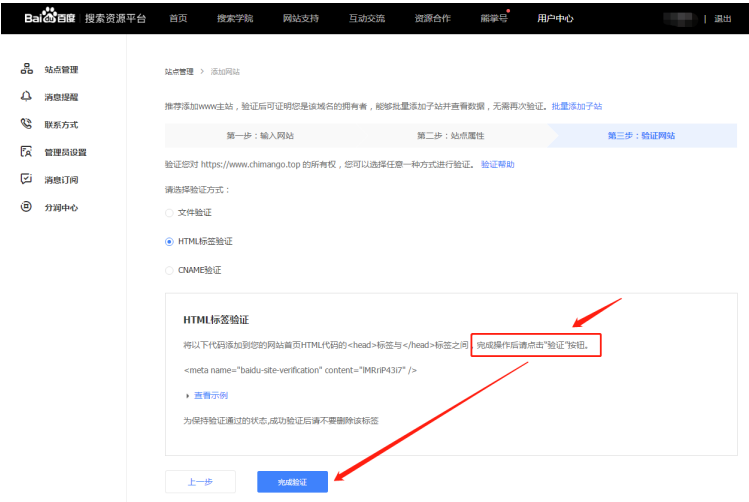 Bai百度 搜索资源平台 首页 搜索学院 网站支持 互动交流 资源合作 熊掌号 用户中心 | 退出
站点管理
消息提醒
联系方式
管理员设置
消息订阅
分润中心
站点管理 > 添加网站
推荐添加www主站，验证后可证明您是该域名的拥有者，能够批量添加子站并查看数据，无需再次验证。批量添加子站
第一步：输入网站 第二步：站点属性 第三步：验证网站
验证您对 https://www.chimango.top 的所有权，您可以选择任意一种方式进行验证。 验证帮助
请选择验证方式：
文件验证
HTML标签验证
CNAME验证
HTML标签验证
将以下代码添加到您的网站首页HTML代码的<head>标签与</head>标签之间，完成操作后请点击"验证"按钮。
<meta name="baidu-site-verification" content="lMRriP43i7" />
查看示例
为保持验证通过的状态,成功验证后请不要删除该标签
上一步 完成验证